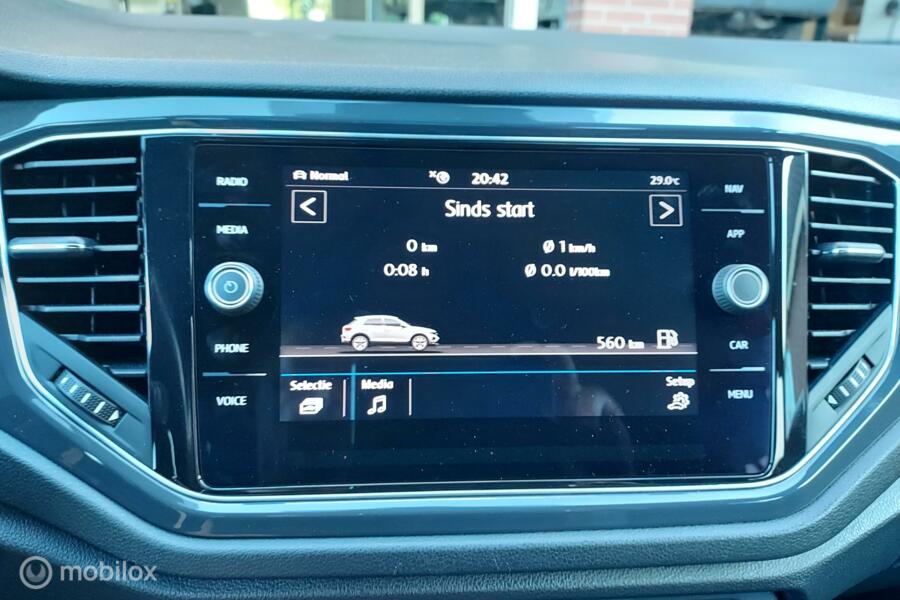 RADIO
MEDIA
PHONE
VOICE
Normal 20:42 29.0°C
< Sinds start >
0 km Ø 1 km/h
0:08 h Ø 0.0 l/100km
560 km
Selectie Media Setup
NAV
APP
CAR
MENU
mobilox